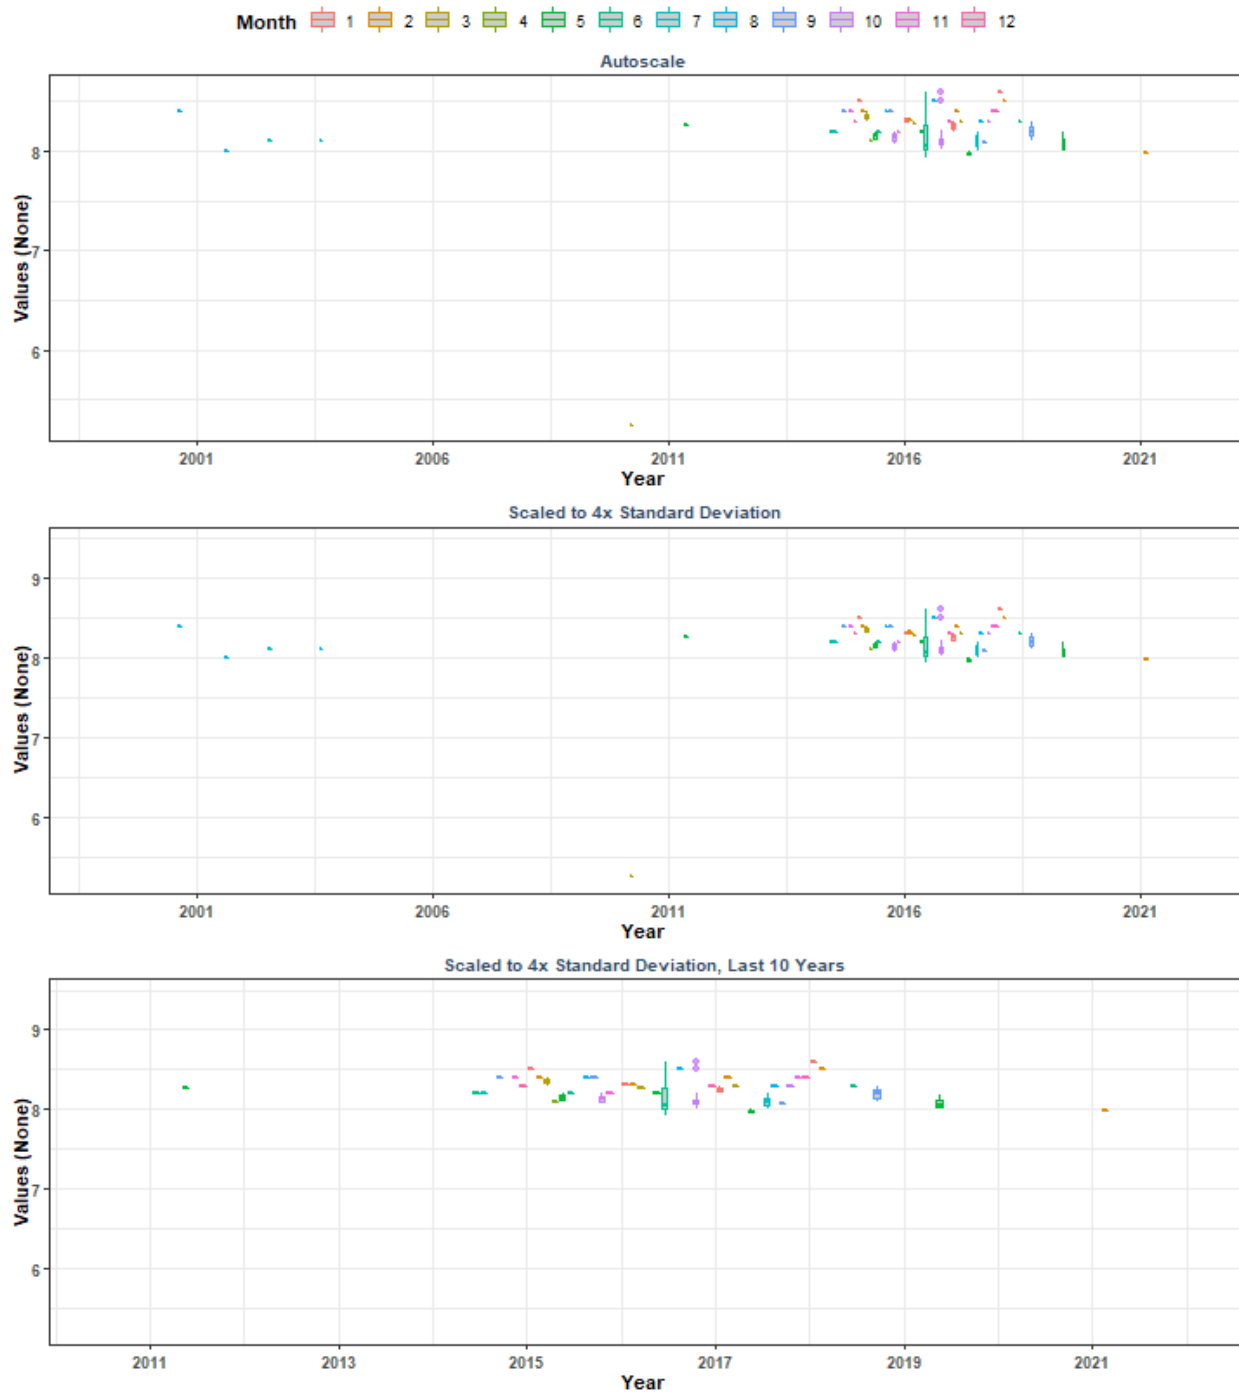 Month 1 2 3 4 5 6 7 8 9 10 11 12
Autoscale
Values (None)
8
7
6
2001 2006 2011 2016 2021
Year
Scaled to 4x Standard Deviation
Values (None)
9
8
7
6
2001 2006 2011 2016 2021
Year
Scaled to 4x Standard Deviation, Last 10 Years
Values (None)
9
8
7
6
2011 2013 2015 2017 2019 2021
Year